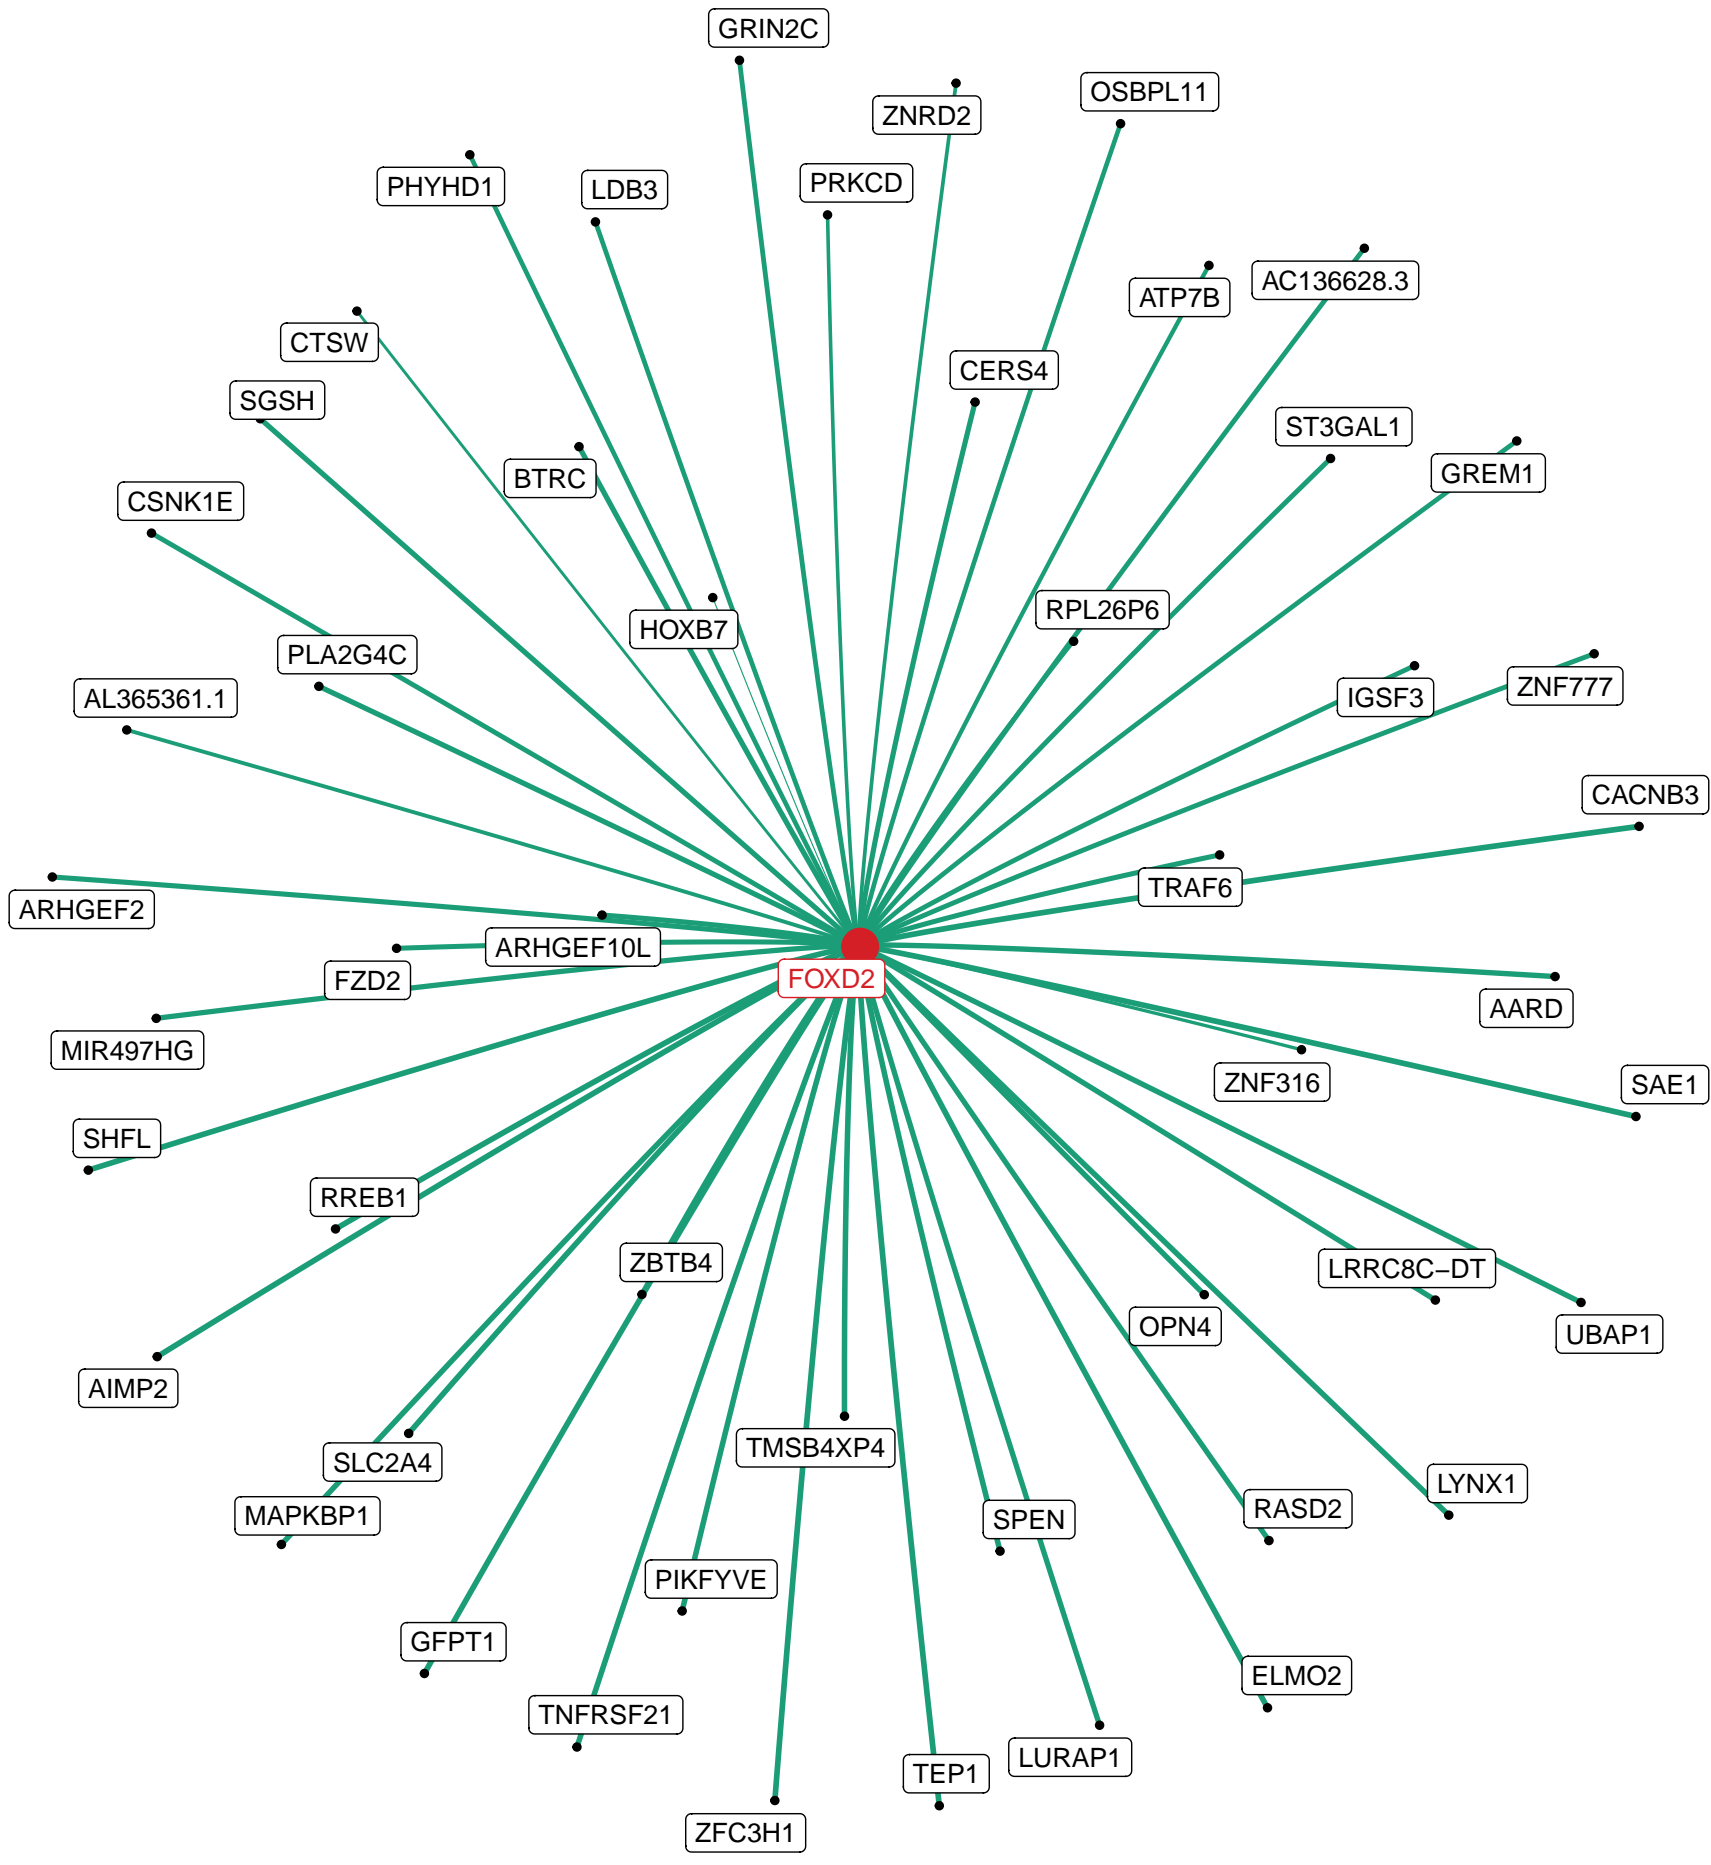 GRIN2C
OSBPL11
ZNRD2
PRKCD
PHYHD1
LDB3
AC136628.3
ATP7B
CTSW
CERS4
SGSH
ST3GAL1
GREM1
BTRC
CSNK1E
RPL26P6
HOXB7
PLA2G4C
ZNF777
IGSF3
AL365361.1
CACNB3
TRAF6
ARHGEF2
ARHGEF10L
FZD2
FOXD2
AARD
MIR497HG
ZNF316
SAE1
SHFL
RREB1
ZBTB4
LRRC8C−DT
OPN4
UBAP1
AIMP2
TMSB4XP4
SLC2A4
LYNX1
RASD2
MAPKBP1
SPEN
PIKFYVE
GFPT1
ELMO2
TNFRSF21
LURAP1
TEP1
ZFC3H1